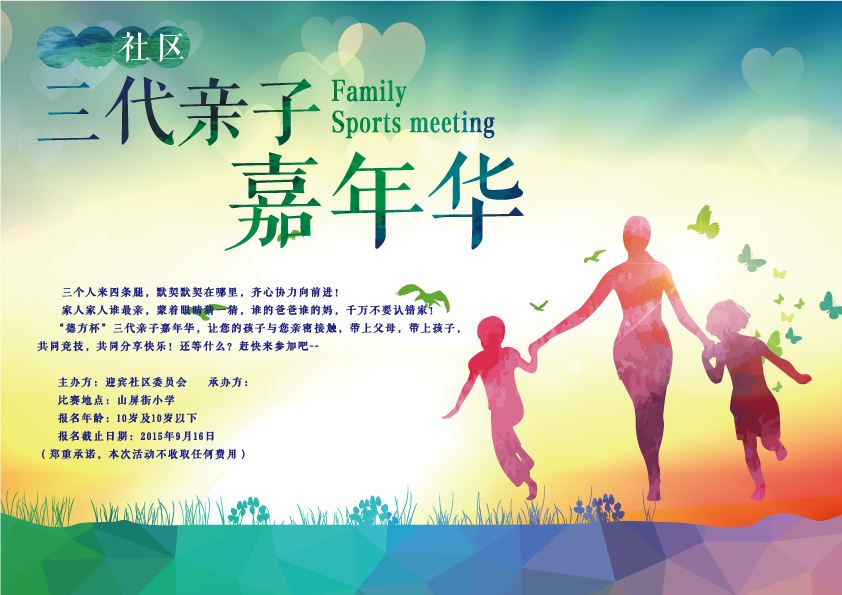 社区
三代亲子
Family
Sports meeting
嘉年华
三个人来四条腿，默契默契在哪里，齐心协力向前进！
家人家人谁最亲，蒙着眼睛猜一猜，谁的爸爸谁的妈，千万不要认错家！
“德方杯”三代亲子嘉年华，让您的孩子与您亲密接触，带上父母，带上孩子，
共同竞技，共同分享快乐！还等什么？赶快来参加吧--
主办方：迎宾社区委员会 承办方：
比赛地点：山屏街小学
报名年龄：10岁及10岁以下
报名截止日期：2015年9月16日
（郑重承诺，本次活动不收取任何费用）